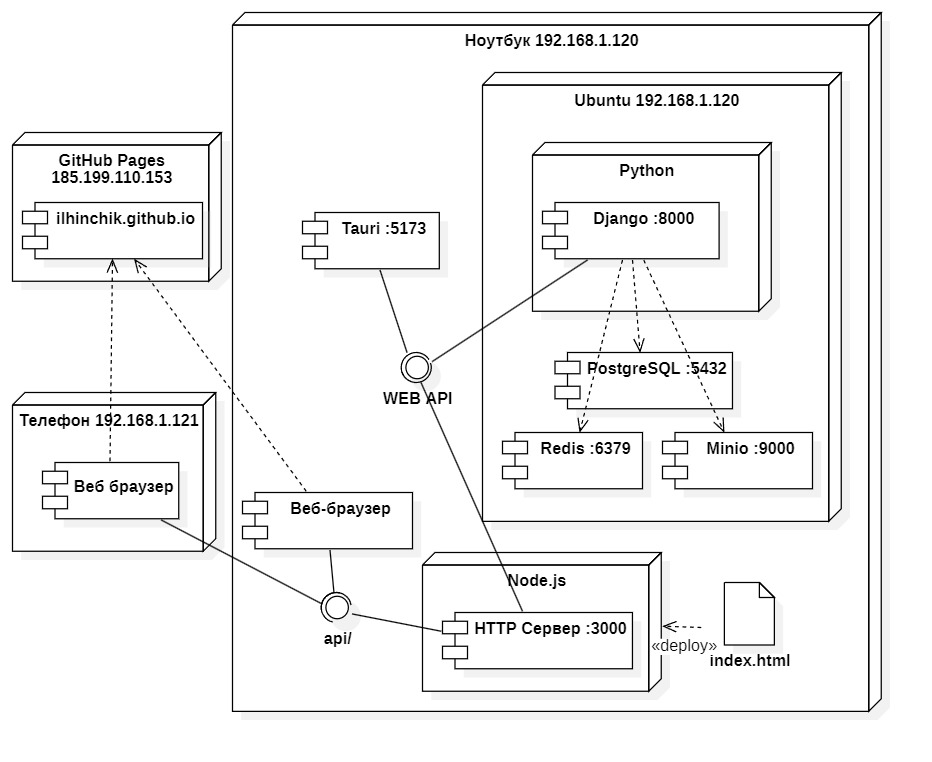 Ноутбук 192.168.1.120
Ubuntu 192.168.1.120
GitHub Pages
185.199.110.153
Python
ilhinchik.github.io
Tauri :5173
Django :8000
PostgreSQL :5432
WEB API
Телефон 192.168.1.121
Redis :6379
Minio :9000
Веб браузер
Веб-браузер
Node.js
HTTP Сервер :3000
api/
«deploy»
index.html